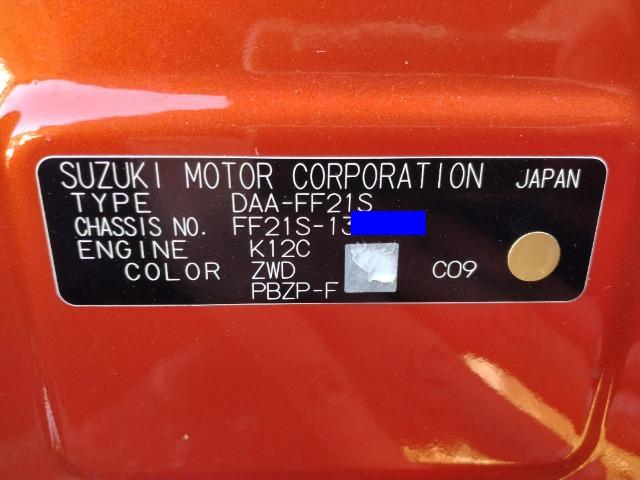 SUZUKI MOTOR CORPORATION JAPAN
TYPE DAA-FF21S
CHASSIS NO. FF21S-13
ENGINE K12C
COLOR ZWD C09
PBZP-F